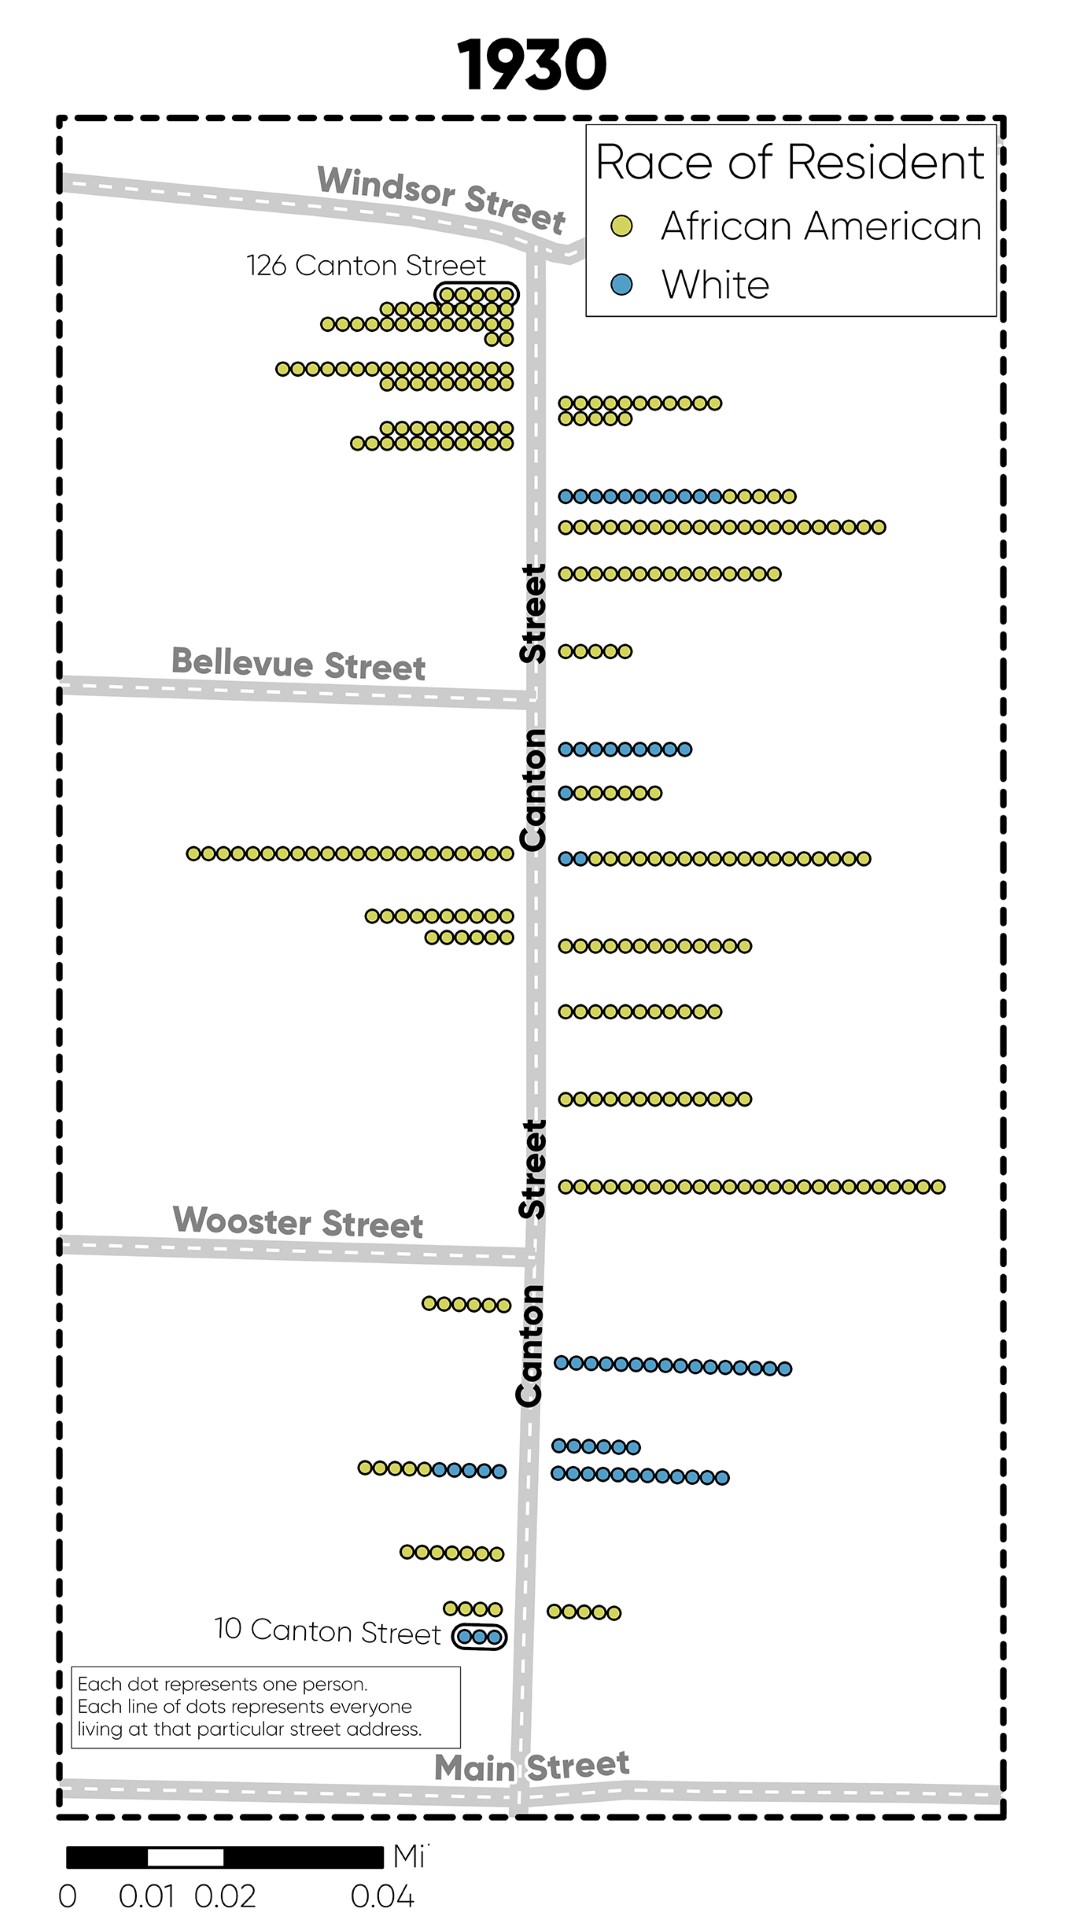 1930
Race of Resident
African American
White
Windsor Street
126 Canton Street
Street
Bellevue Street
Canton
Street
Wooster Street
Canton
10 Canton Street
Each dot represents one person.
Each line of dots represents everyone
living at that particular street address.
Main Street
Mi
0 0.01 0.02 0.04